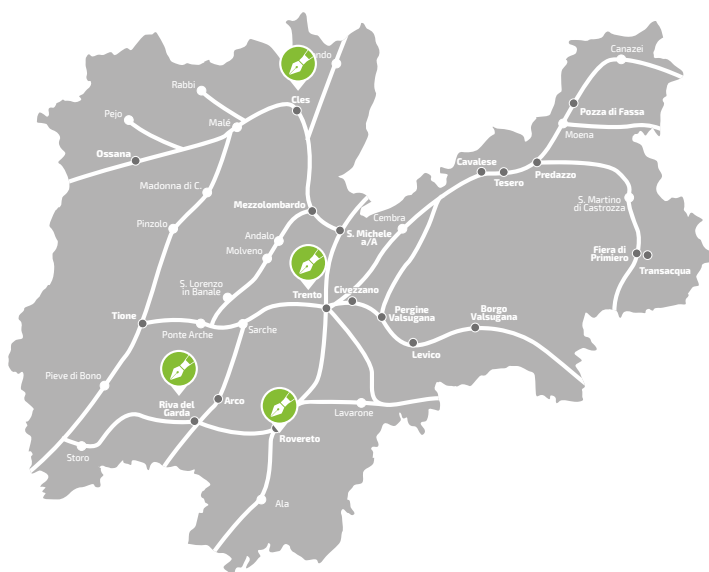 Canazei
ndo
Rabbi
Cles
Pozza di Fassa
Pejo
Malé
Moena
Ossana
Cavalese
Tesero
Predazzo
Madonna di C.
S. Martino
di Castrozza
Mezzolombardo
Cembra
Pinzolo
Andalo
S. Michele
a/A
Molveno
Fiera di
Primiero
Transacqua
S. Lorenzo
in Banale
Trento
Civezzano
Tione
Pergine
Valsugana
Borgo
Valsugana
Ponte Arche
Sarche
Levico
Pieve di Bono
Riva del
Garda
Arco
Lavarone
Rovereto
Storo
Ala